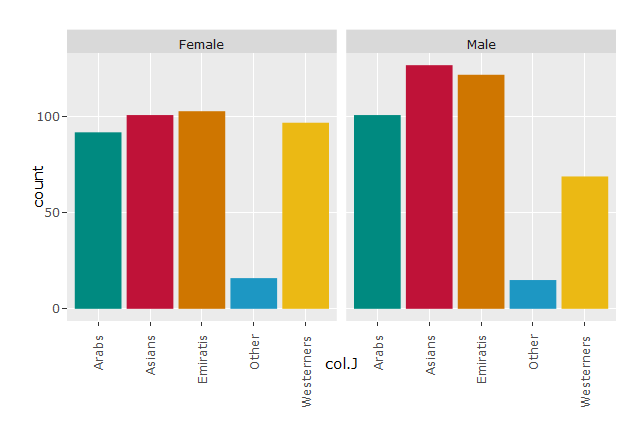 Female
Male
count
100
50
0
Arabs
Asians
Emiratis
Other
Westerners
Arabs
Asians
Emiratis
Other
Westerners
col.J